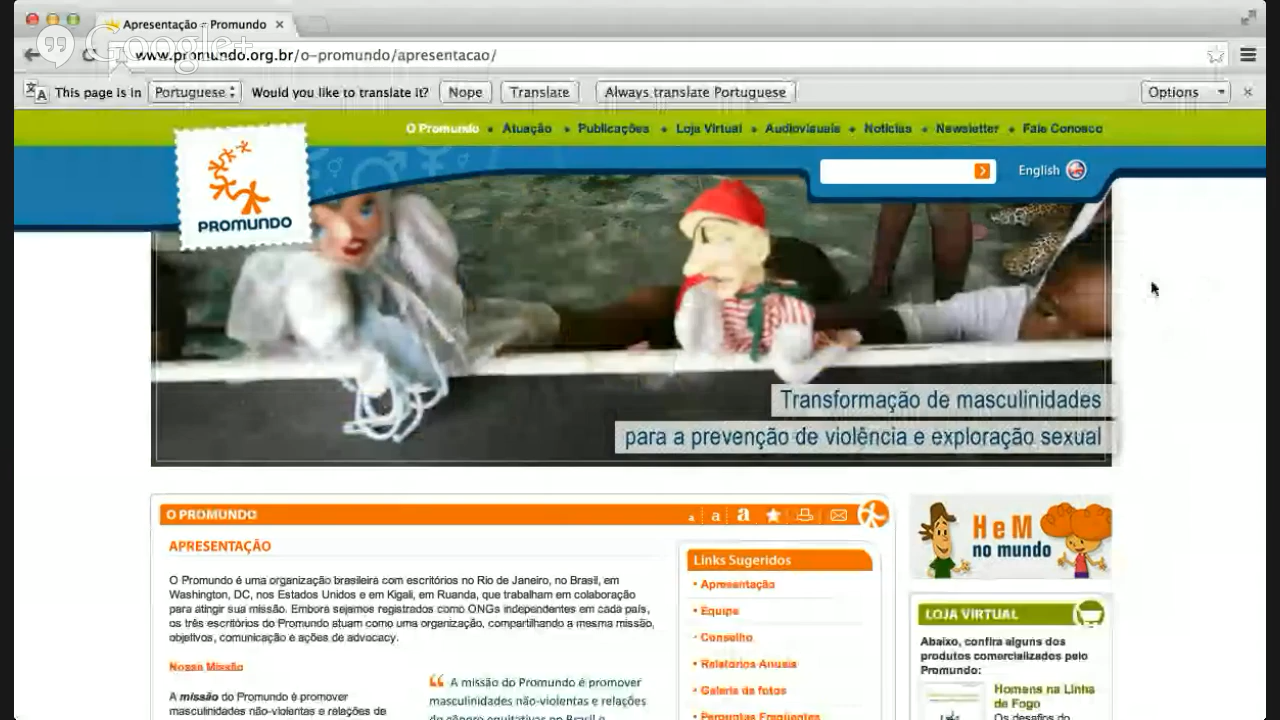 Apresentação - Promundo
Google+
www.promundo.org.br/o-promundo/apresentacao/
This page is in Portuguese Would you like to translate it? Nope Translate Always translate Portuguese Options
O Promundo Atuação Publicações Loja Virtual Audiovisuais Notícias Newsletter Fale Conosco
English
PROMUNDO
Transformação de masculinidades
para a prevenção de violência e exploração sexual
O PROMUNDO
a a a
APRESENTAÇÃO
O Promundo é uma organização brasileira com escritórios no Rio de Janeiro, no Brasil, em
Washington, DC, nos Estados Unidos e em Kigali, em Ruanda, que trabalham em colaboração
para atingir sua missão. Embora sejamos registrados como ONGs independentes em cada país,
os três escritórios do Promundo atuam como uma organização, compartilhando a mesma missão,
objetivos, comunicação e ações de advocacy.
Nossa Missão
A missão do Promundo é promover
masculinidades não-violentas e relações de
“ A missão do Promundo é promover
masculinidades não-violentas e relações
de gênero equitativas no Brasil e
Links Sugeridos
Apresentação
Equipe
Conselho
Relatórios Anuais
Galeria de fotos
Perguntas Frequentes
H e M
no mundo
LOJA VIRTUAL
Abaixo, confira alguns dos
produtos comercializados pelo
Promundo:
Homens na Linha
de Fogo
Os desafios do